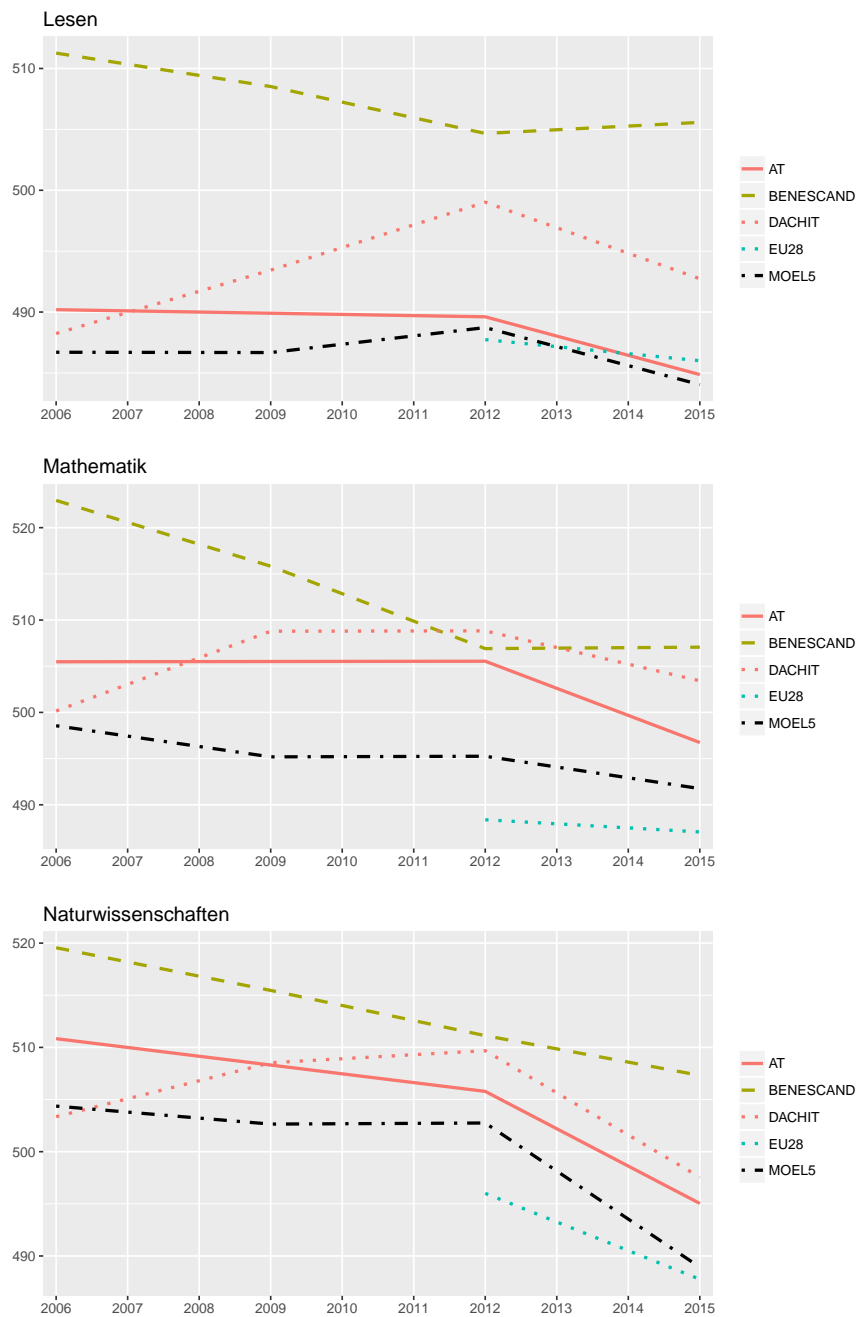 Lesen
510
500
490
2006 2007 2008 2009 2010 2011 2012 2013 2014 2015
AT
BENESCAND
DACHIT
EU28
MOEL5
Mathematik
520
510
500
490
2006 2007 2008 2009 2010 2011 2012 2013 2014 2015
AT
BENESCAND
DACHIT
EU28
MOEL5
Naturwissenschaften
520
510
500
490
2006 2007 2008 2009 2010 2011 2012 2013 2014 2015
AT
BENESCAND
DACHIT
EU28
MOEL5